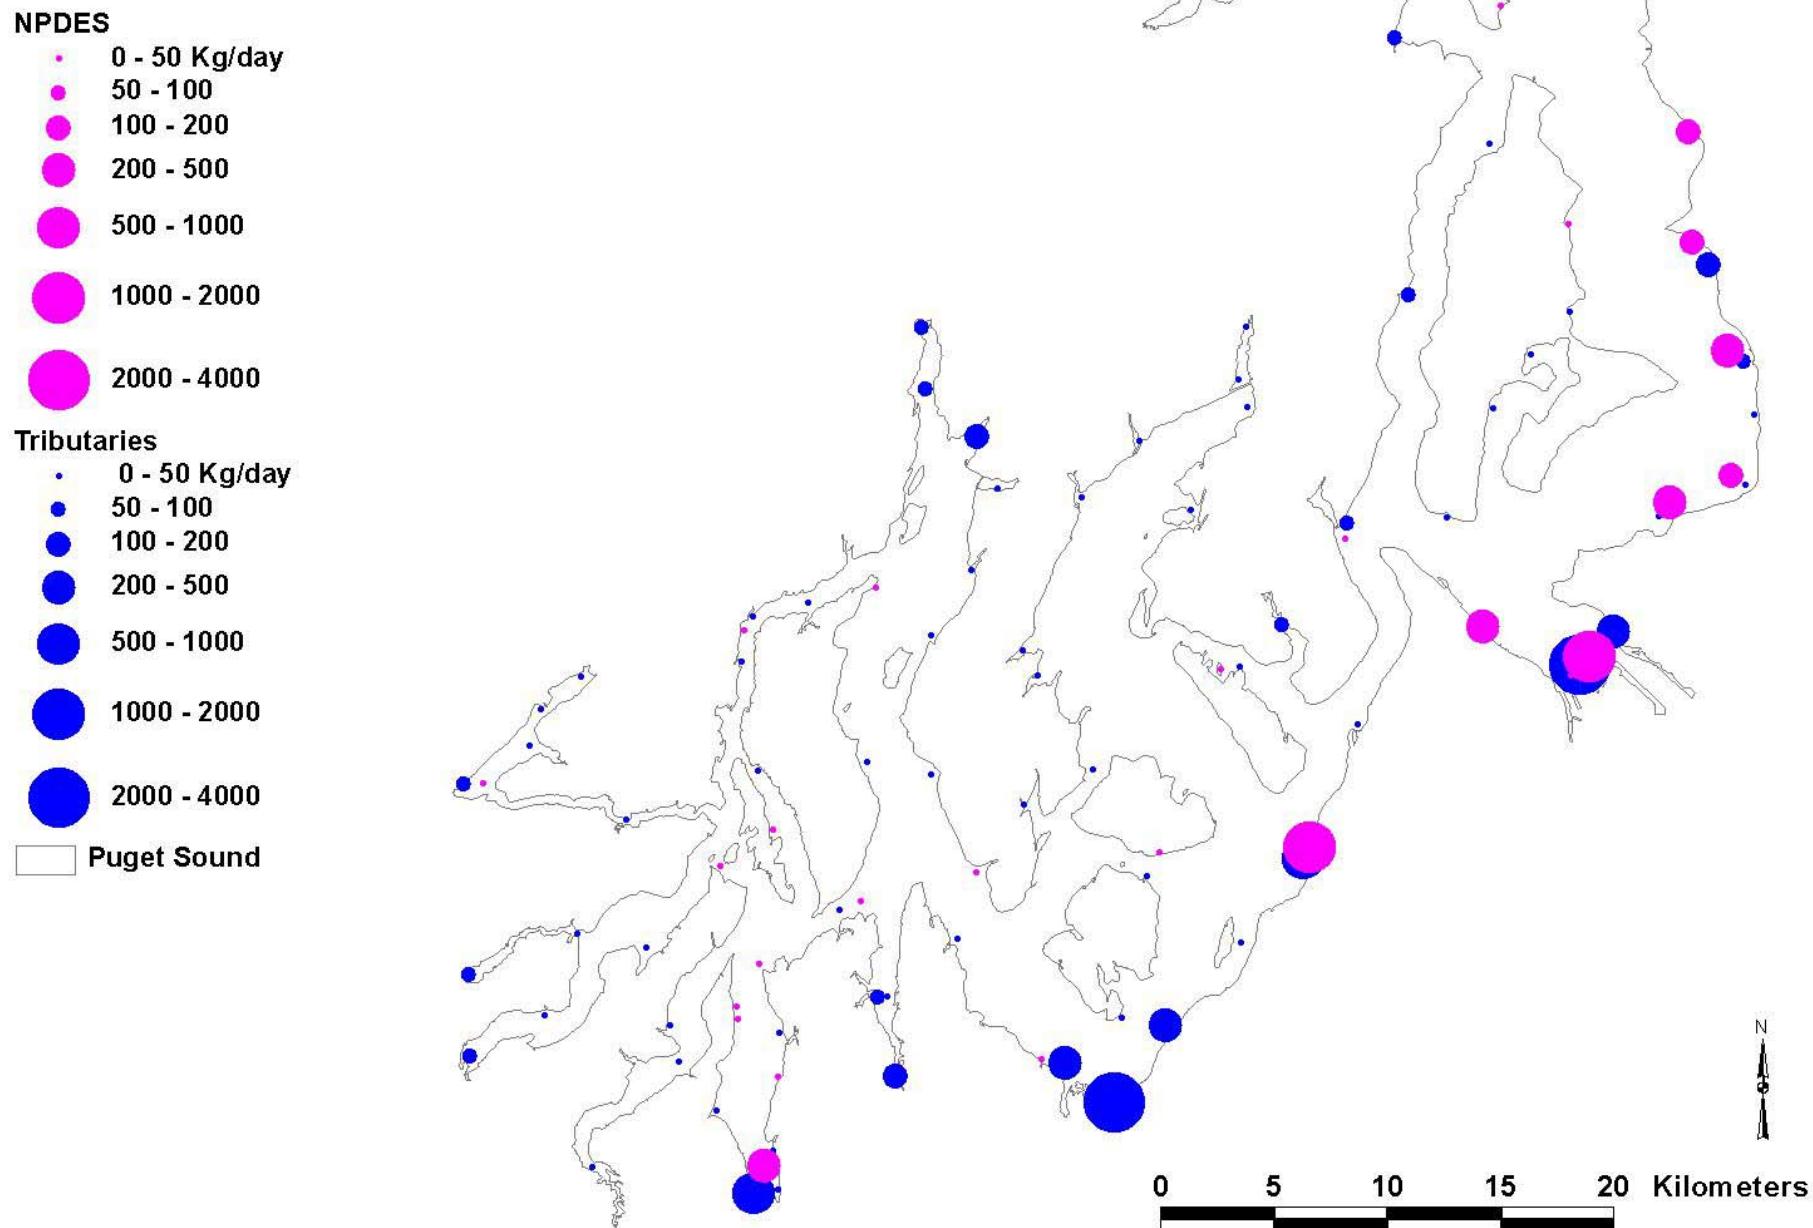 NPDES
0 - 50 Kg/day
50 - 100
100 - 200
200 - 500
500 - 1000
1000 - 2000
2000 - 4000
Tributaries
0 - 50 Kg/day
50 - 100
100 - 200
200 - 500
500 - 1000
1000 - 2000
2000 - 4000
Puget Sound
N
0 5 10 15 20 Kilometers